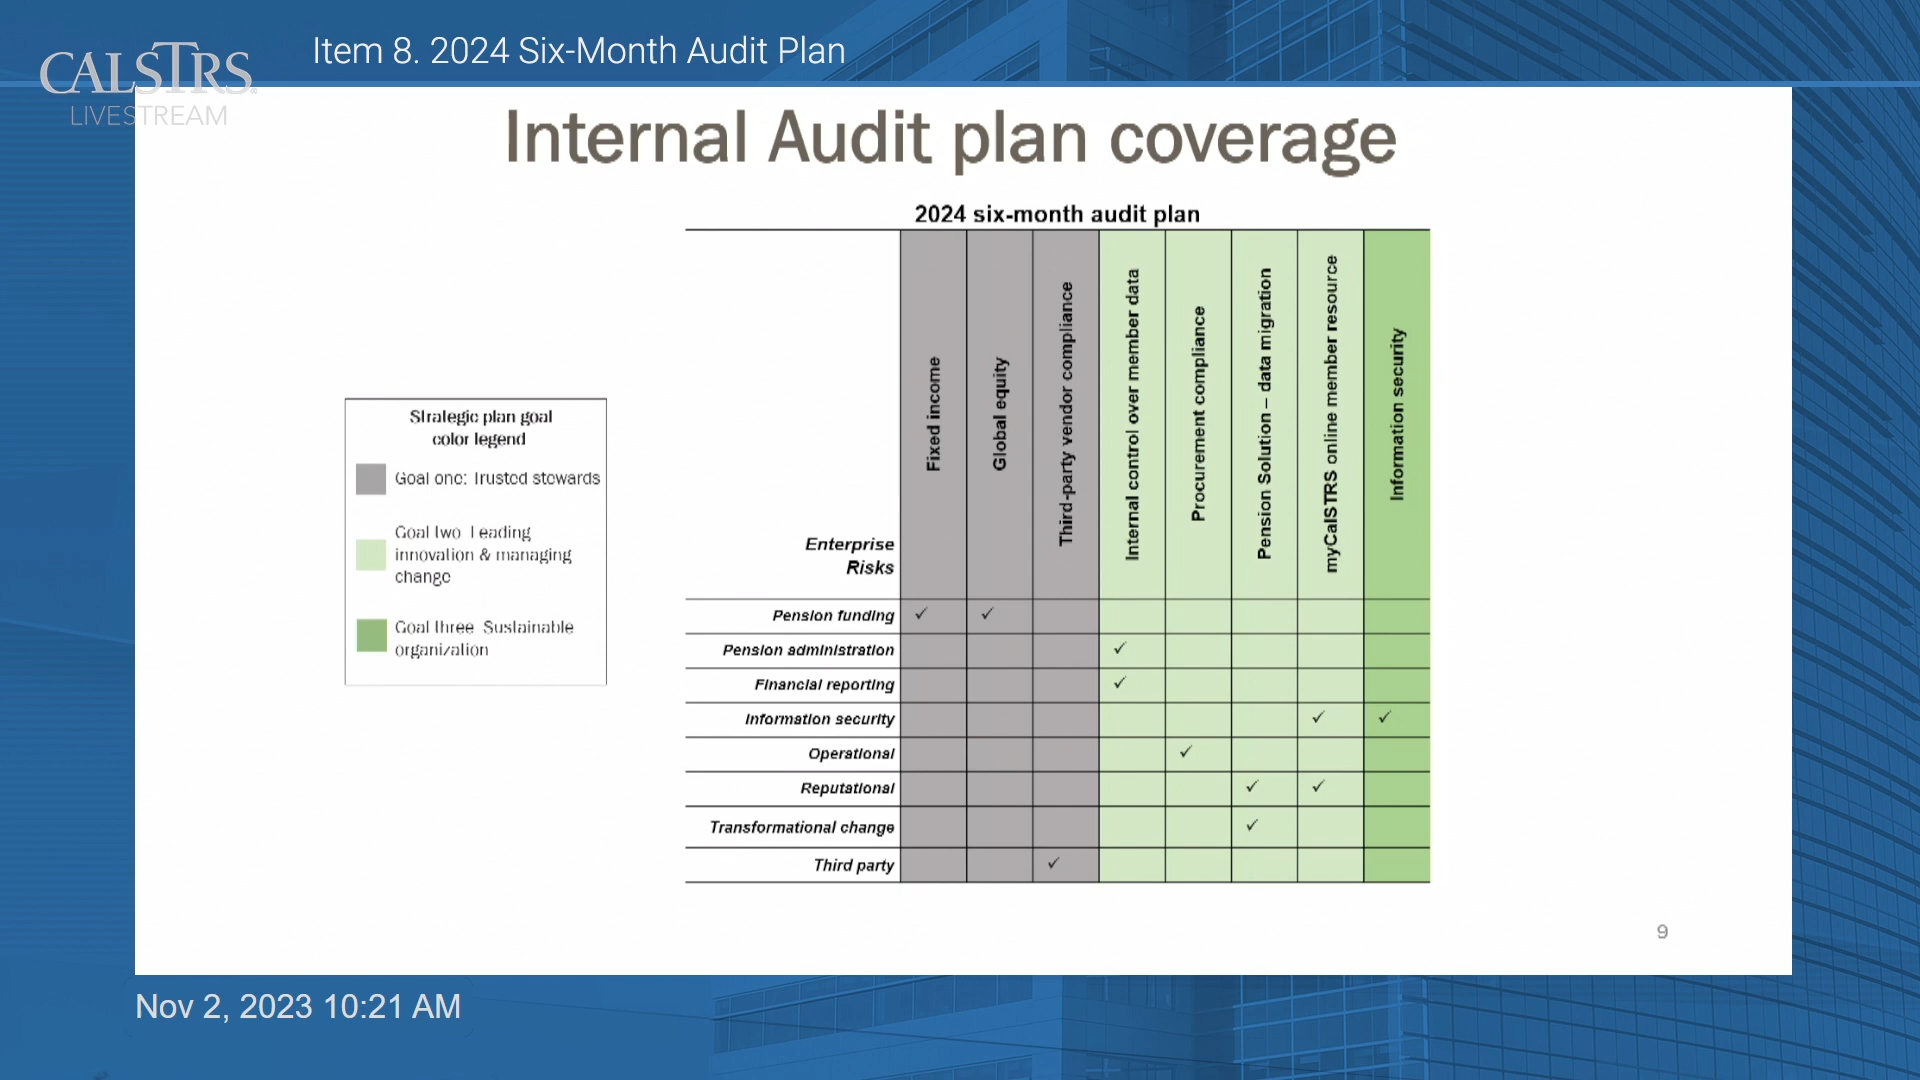 CALSTRS
LIVESTREAM
Item 8. 2024 Six-Month Audit Plan
Internal Audit plan coverage
2024 six-month audit plan
Strategic plan goal
color legend
Goal one: Trusted stewards
Goal two Leading
innovation & managing
change
Goal three Sustainable
organization
Enterprise
Risks
Fixed income
Global equity
Third-party vendor compliance
Internal control over member data
Procurement compliance
Pension Solution – data migration
myCalSTRS online member resource
Information security
Pension funding ✓ ✓
Pension administration ✓
Financial reporting ✓
Information security ✓ ✓
Operational ✓
Reputational ✓ ✓
Transformational change ✓
Third party ✓
9
Nov 2, 2023 10:21 AM